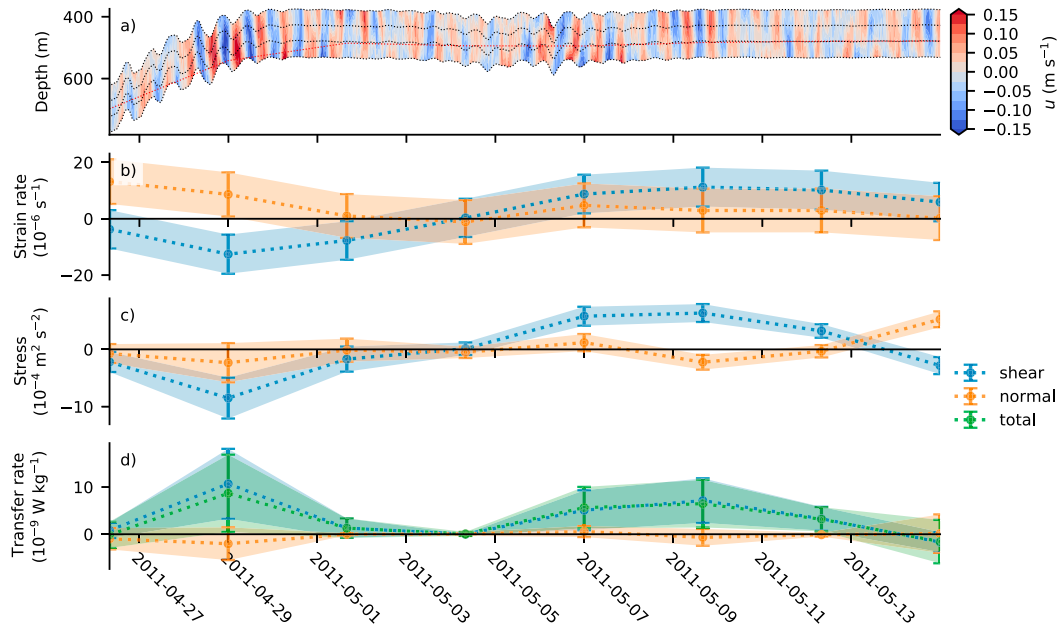 a)
400
600
Depth (m)
0.15
0.10
0.05
0.00
−0.05
−0.10
−0.15
u (m s⁻¹)
b)
20
0
−20
Strain rate
(10⁻⁶ s⁻¹)
c)
0
−10
Stress
(10⁻⁴ m² s⁻²)
shear
normal
total
d)
10
0
Transfer rate
(10⁻⁹ W kg⁻¹)
2011-04-27
2011-04-29
2011-05-01
2011-05-03
2011-05-05
2011-05-07
2011-05-09
2011-05-11
2011-05-13